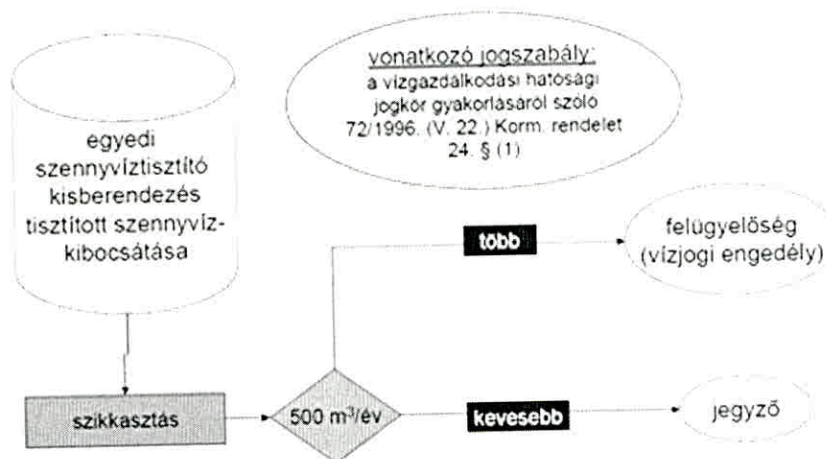 vonatkozó jogszabály:
a vízgazdálkodási hatósági
jogkör gyakorlásáról szóló
72/1996. (V. 22.) Korm. rendelet
24. § (1)
egyedi
szennyvíztisztító
kisberendezés
tisztított szennyvíz-
kibocsátása
több
felügyelőség
(vízjogi engedély)
szikkasztás
500 m³/év
kevesebb
jegyző